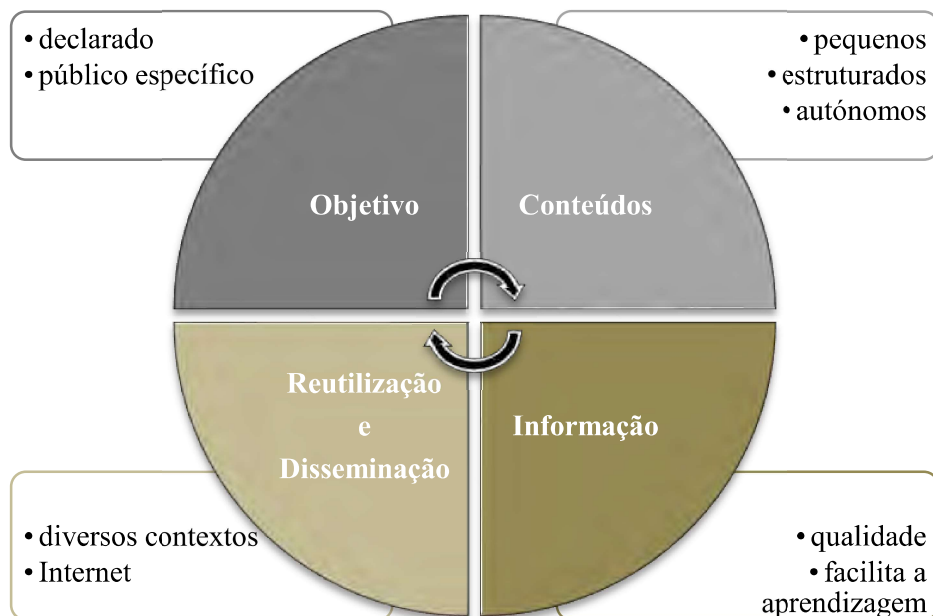 • declarado
• público específico
• pequenos
• estruturados
• autónomos
Objetivo
Conteúdos
Reutilização
e
Disseminação
Informação
• diversos contextos
• Internet
• qualidade
• facilita a
aprendizagem